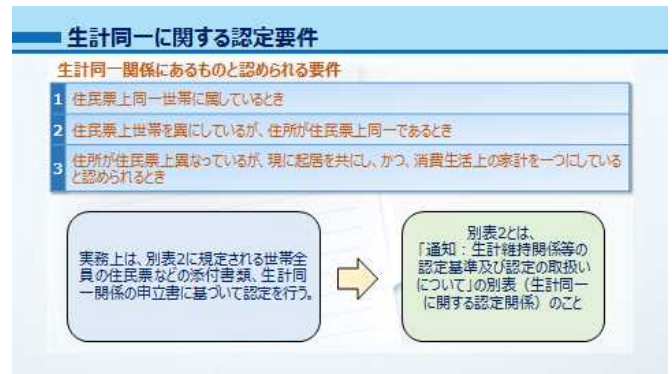 生計同一に関する認定要件
生計同一関係にあるものと認められる要件
1 住民票上同一世帯に属しているとき
2 住民票上世帯を異にしているが、住所が住民票上同一であるとき
3 住所が住民票上異なっているが、現に起居を共にし、かつ、消費生活上の家計を一つにしている
と認められるとき
実務上は、別表2に規定される世帯全
員の住民票などの添付書類、生計同
一関係の申立書に基づいて認定を行う。
別表2とは、
「通知：生計維持関係等の
認定基準及び認定の取扱い
について」の別表（生計同一
に関する認定関係）のこと